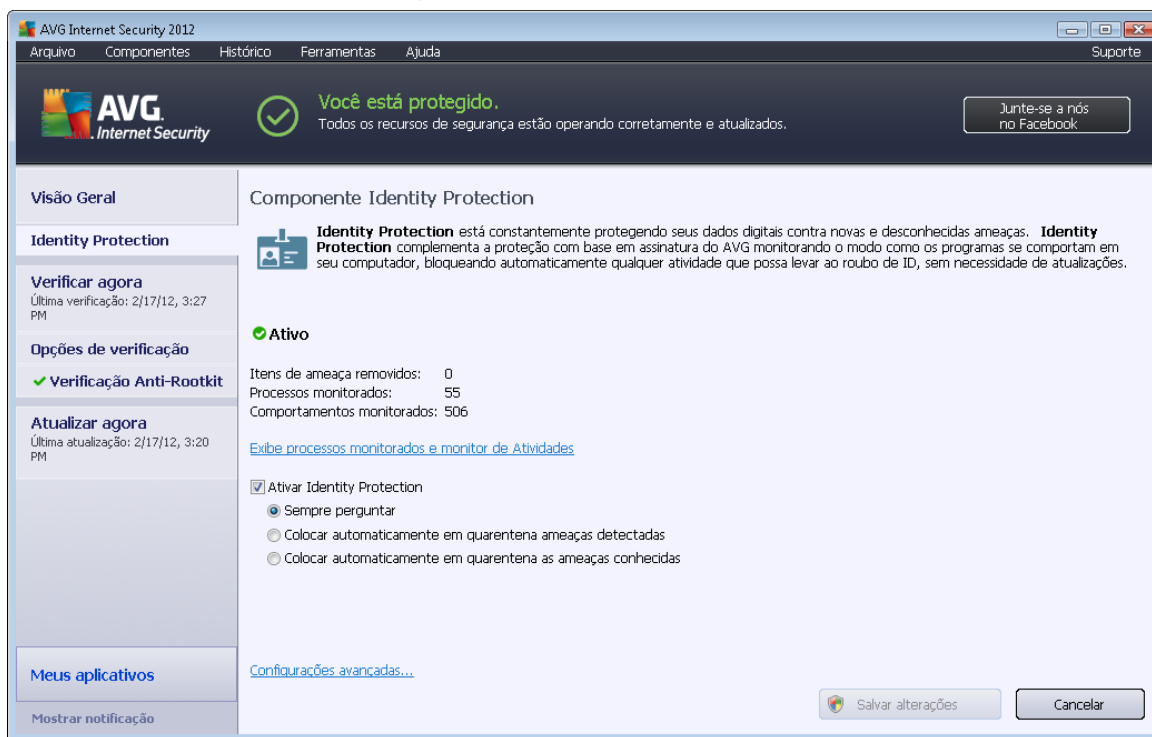 AVG Internet Security 2012
Arquivo Componentes Histórico Ferramentas Ajuda Suporte
AVG.
Internet Security
Você está protegido.
Todos os recursos de segurança estão operando corretamente e atualizados.
Junte-se a nós
no Facebook
Visão Geral
Identity Protection
Verificar agora
Última verificação: 2/17/12, 3:27
PM
Opções de verificação
Verificação Anti-Rootkit
Atualizar agora
Última atualização: 2/17/12, 3:20
PM
Meus aplicativos
Mostrar notificação
Componente Identity Protection
Identity Protection está constantemente protegendo seus dados digitais contra novas e desconhecidas ameaças. Identity
Protection complementa a proteção com base em assinatura do AVG monitorando o modo como os programas se comportam em
seu computador, bloqueando automaticamente qualquer atividade que possa levar ao roubo de ID, sem necessidade de atualizações.
Ativo
Itens de ameaça removidos: 0
Processos monitorados: 55
Comportamentos monitorados: 506
Exibe processos monitorados e monitor de Atividades
Ativar Identity Protection
Sempre perguntar
Colocar automaticamente em quarentena ameaças detectadas
Colocar automaticamente em quarentena as ameaças conhecidas
Configurações avançadas...
Salvar alterações
Cancelar